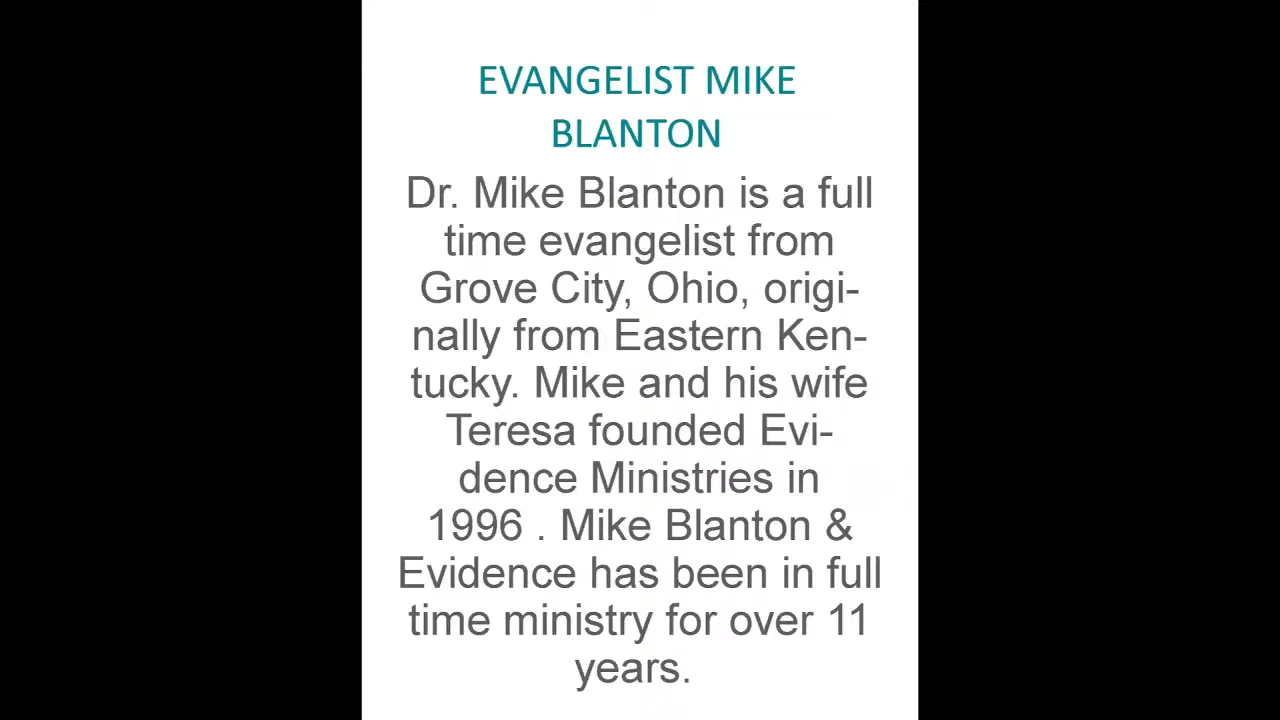 EVANGELIST MIKE
BLANTON
Dr. Mike Blanton is a full
time evangelist from
Grove City, Ohio, origi-
nally from Eastern Ken-
tucky. Mike and his wife
Teresa founded Evi-
dence Ministries in
1996 . Mike Blanton &
Evidence has been in full
time ministry for over 11
years.